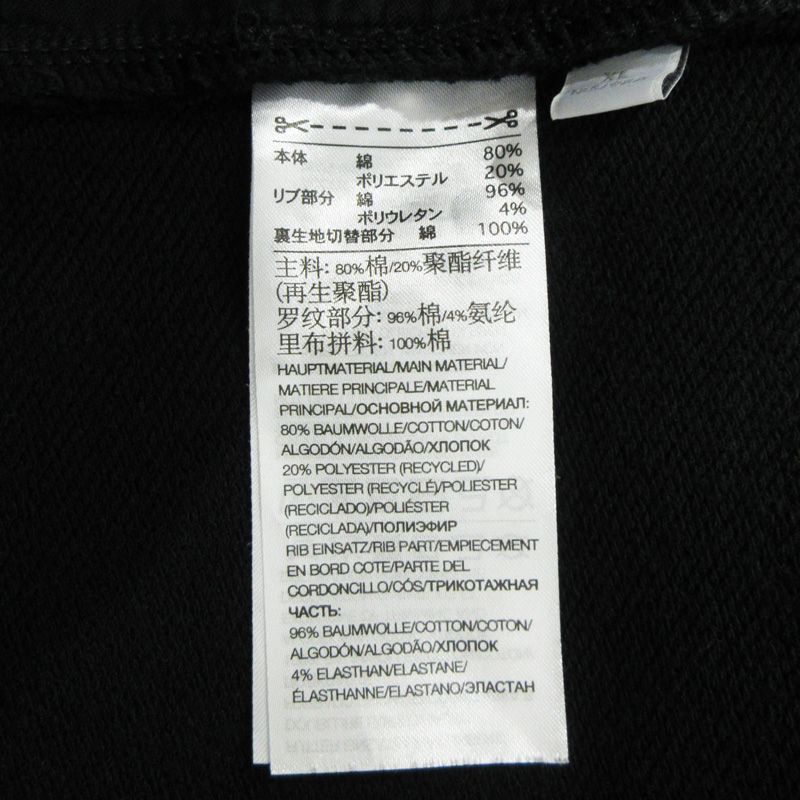 本体 綿 80%
ポリエステル 20%
リブ部分 綿 96%
ポリウレタン 4%
裏生地切替部分 綿 100%
主料: 80%棉/20%聚酯纤维
(再生聚酯)
罗纹部分: 96%棉/4%氨纶
里布拼料: 100%棉
HAUPTMATERIAL/MAIN MATERIAL/
MATIERE PRINCIPALE/MATERIAL
PRINCIPAL/ОСНОВНОЙ МАТЕРИАЛ:
80% BAUMWOLLE/COTTON/COTON/
ALGODÓN/ALGODÃO/ХЛОПОК
20% POLYESTER (RECYCLED)/
POLYESTER (RECYCLÉ)/POLIESTER
(RECICLADO)/POLIÉSTER
(RECICLADA)/ПОЛИЭФИР
RIB EINSATZ/RIB PART/EMPIECEMENT
EN BORD COTE/PARTE DEL
CORDONCILLO/CÓS/ТРИКОТАЖНАЯ
ЧАСТЬ:
96% BAUMWOLLE/COTTON/COTON/
ALGODÓN/ALGODÃO/ХЛОПОК
4% ELASTHAN/ELASTANE/
ÉLASTHANNE/ELASTANO/ЭЛАСТАН
XL